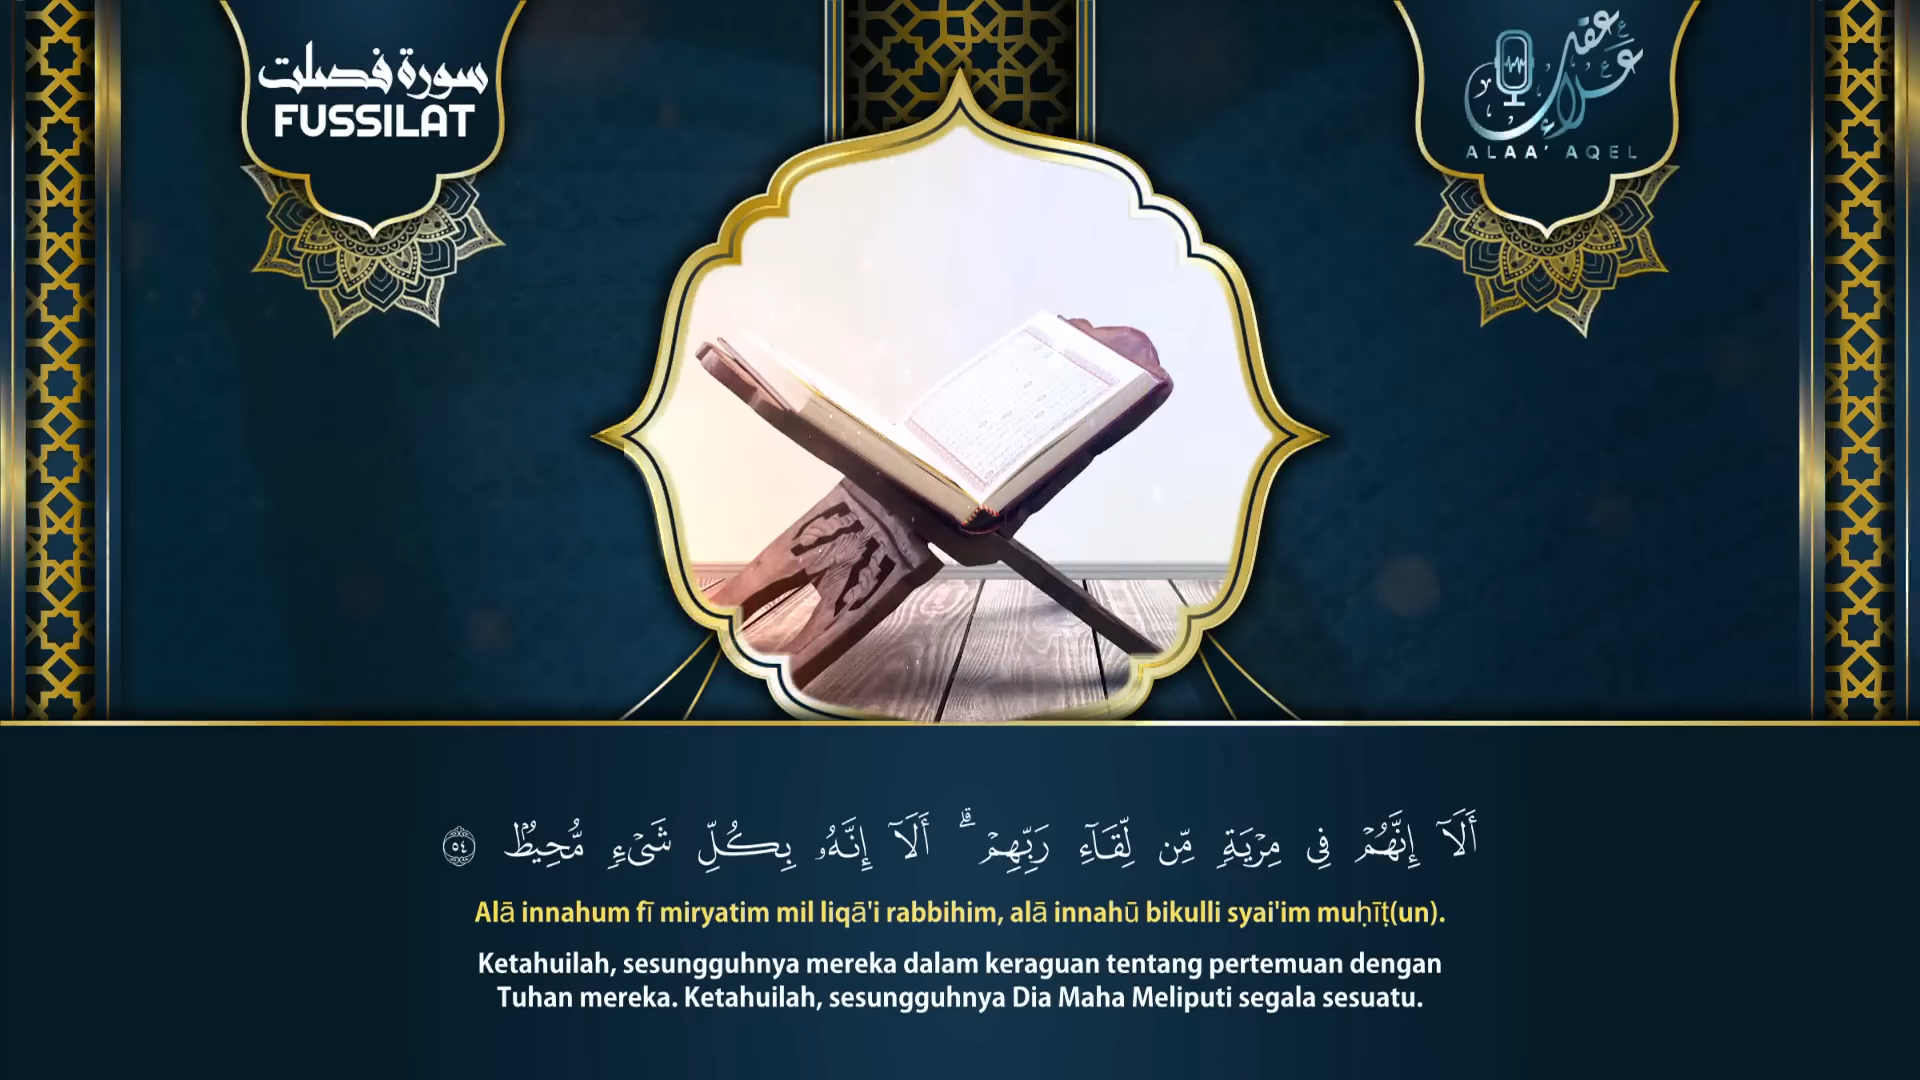 سورة فصلت
FUSSILAT
علاء عقل
ALAA' AQEL
أَلَآ إِنَّهُمْ فِى مِرْيَةٍ مِّن لِّقَآءِ رَبِّهِمْ ۗ أَلَآ إِنَّهُۥ بِكُلِّ شَىْءٍ مُّحِيطٌۢ ٥٤
Alā innahum fī miryatim mil liqā'i rabbihim, alā innahū bikulli syai'im muḥīṭ(un).
Ketahuilah, sesungguhnya mereka dalam keraguan tentang pertemuan dengan
Tuhan mereka. Ketahuilah, sesungguhnya Dia Maha Meliputi segala sesuatu.